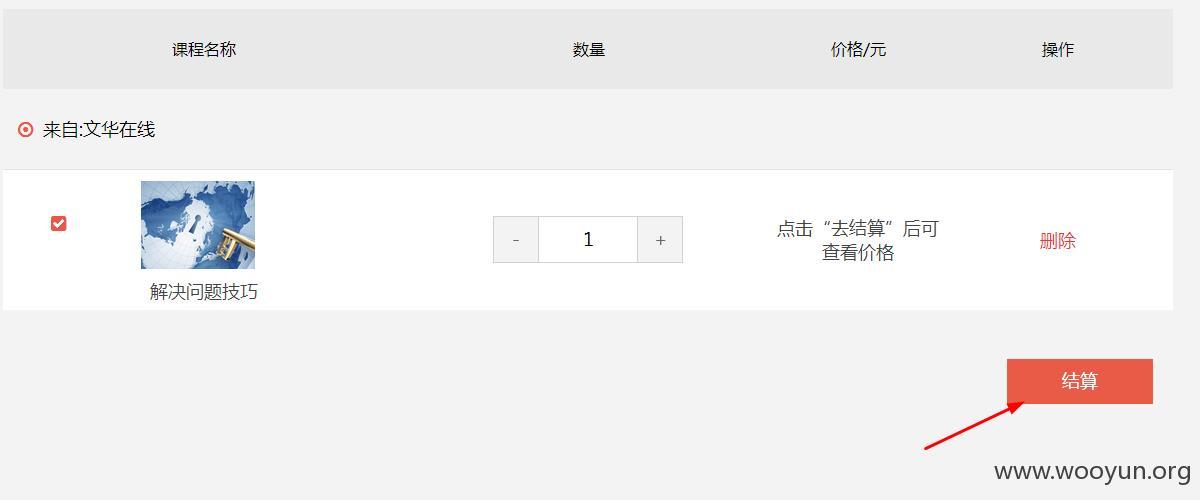 课程名称 数量 价格/元 操作
来自:文华在线
- 1 +
点击“去结算”后可
查看价格
删除
解决问题技巧
结算
www.wooyun.org